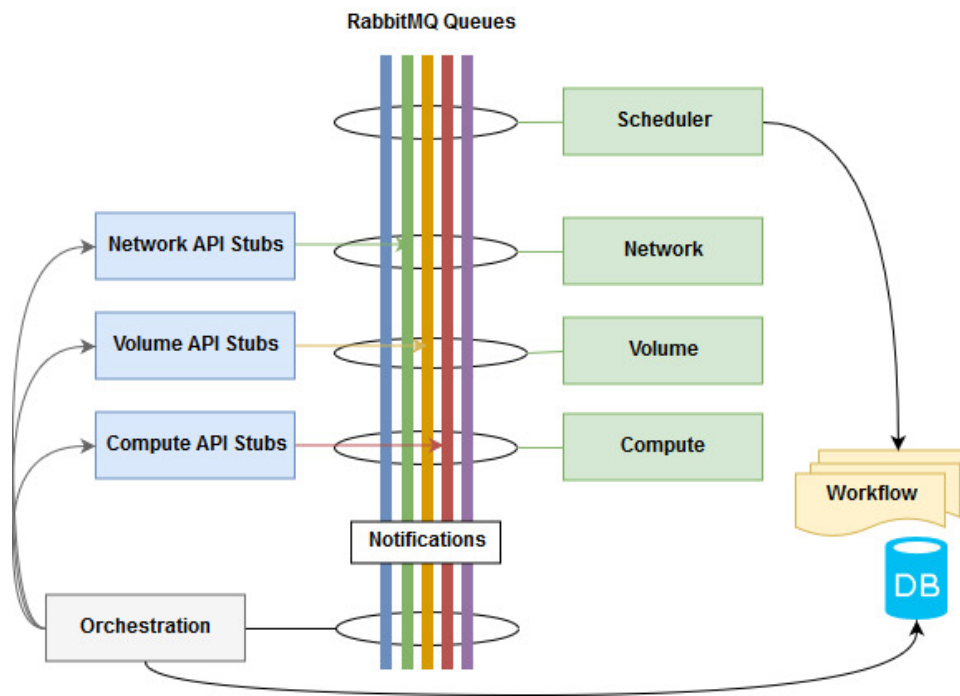 RabbitMQ Queues
Scheduler
Network API Stubs
Network
Volume API Stubs
Volume
Compute API Stubs
Compute
Workflow
Notifications
DB
Orchestration